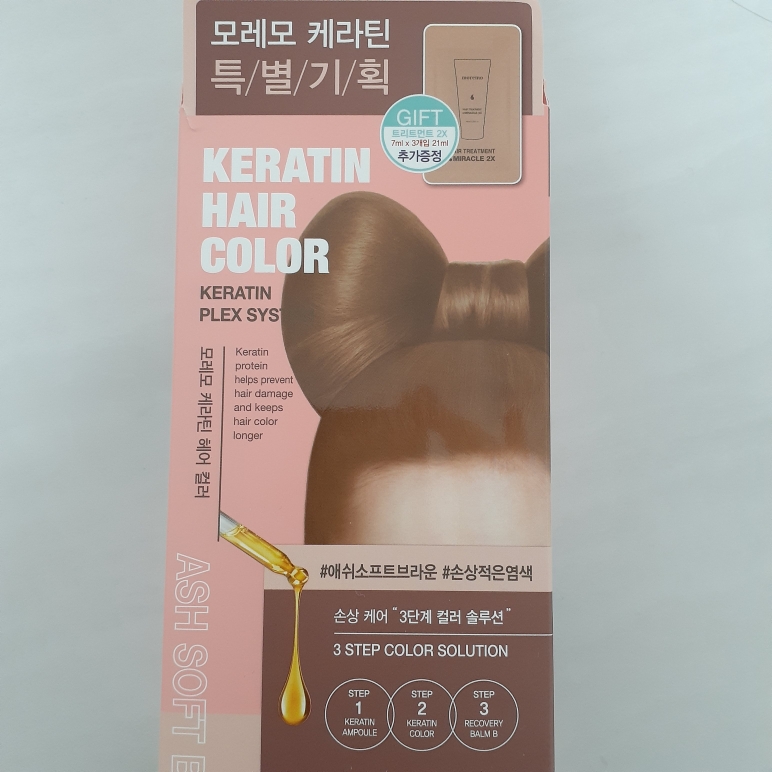 모레모 케라틴
특/별/기/획
GIFT
트리트먼트 2X
7ml x 3개입 21ml
추가증정
TREATMENT
MIRACLE 2X
KERATIN
HAIR
COLOR
KERATIN
PLEX
Keratin
protein
helps prevent
hair damage
and keeps
hair color
longer
모레모 케라틴 헤어 컬러
ASH SOFT
#애쉬소프트브라운 #손상적은염색
손상 케어 "3단계 컬러 솔루션"
3 STEP COLOR SOLUTION
STEP
1
KERATIN
AMPOULE
STEP
2
KERATIN
COLOR
STEP
3
RECOVERY
BALM B